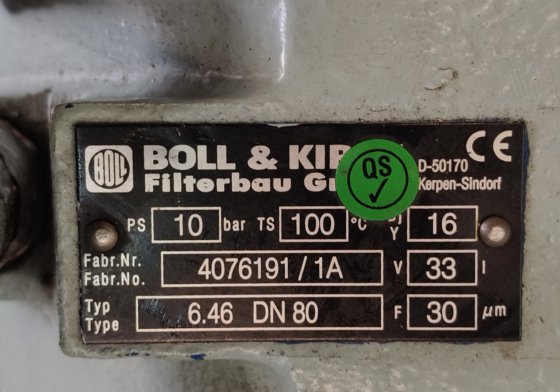 BOLL BOLL & KIR
Filterbau G
QS
D-50170
Kerpen-Sindorf
CE
PS 10 bar TS 100 °C Y 16
Fabr.Nr.
Fabr.No. 4076191 / 1A V 33 l
Typ
Type 6.46 DN 80 F 30 µm